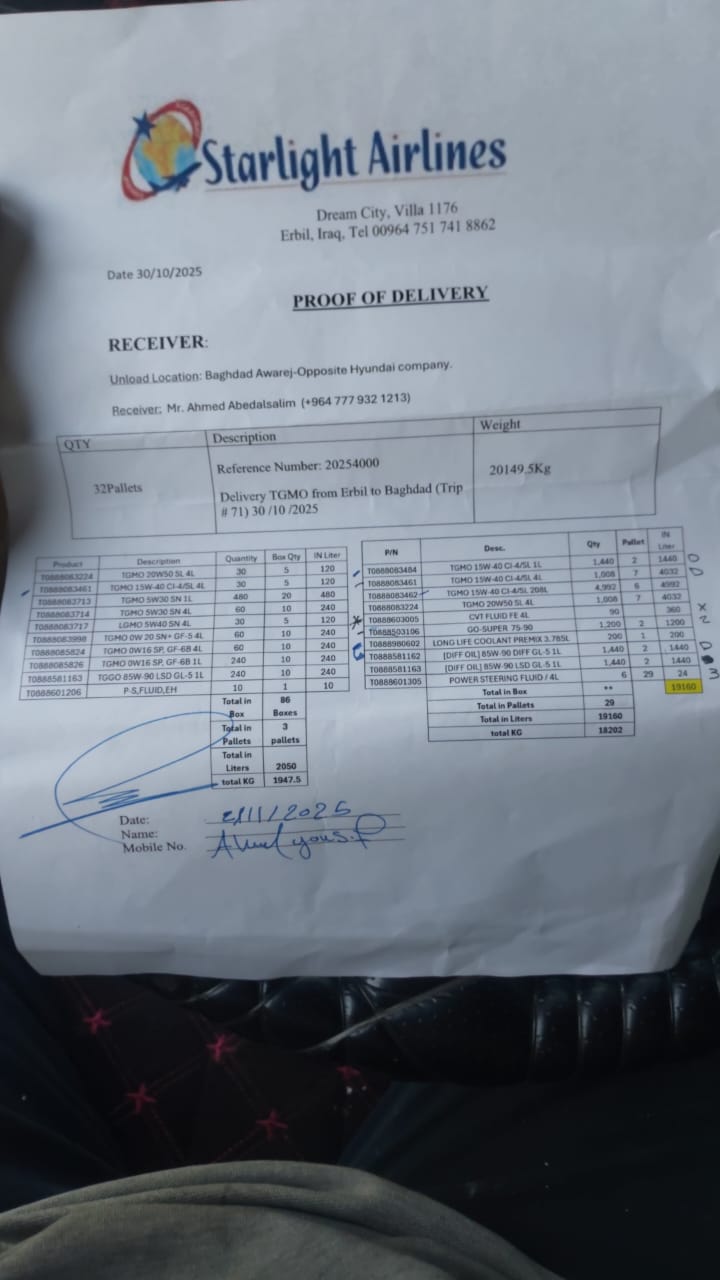 Starlight Airlines
Dream City, Villa 1176
Erbil, Iraq, Tel 00964 751 741 8862
Date 30/10/2025
PROOF OF DELIVERY
RECEIVER:
Unload Location: Baghdad Awarej-Opposite Hyundai company.
Receiver: Mr. Ahmed Abedalsalim (+964 777 932 1213)
QTY Description Weight
32Pallets Reference Number: 20254000 20149.5Kg
Delivery TGMO from Erbil to Baghdad (Trip
# 71) 30 /10 /2025
Product Description Quantity Box Qty IN Liter
T0888083224 TGMO 20W50 SL 4L 30 5 120
T0888083461 TGMO 15W-40 CI-4/SL 4L 30 5 120
T0888083713 TGMO 5W30 SN 1L 480 20 480
T0888083714 TGMO 5W30 SN 4L 60 10 240
T0888083717 LGMO 5W40 SN 4L 30 5 120
T0888083998 TGMO 0W 20 SN+ GF-5 4L 60 10 240
T0888085824 TGMO 0W16 SP, GF-6B 4L 60 10 240
T0888085826 TGMO 0W16 SP, GF-6B 1L 240 10 240
T0888581163 TGGO 85W-90 LSD GL-5 1L 240 10 240
T0888601206 P-S,FLUID,EH 10 1 10
Total in Box 86 Boxes
Total in Pallets 3 pallets
Total in Liters 2050
total KG 1947.5
P/N Desc. Qty Pallet IN Liter
T0888083484 TGMO 15W-40 CI-4/SL 1L 1,440 2 1440
T0888083461 TGMO 15W-40 CI-4/SL 4L 1,008 7 4032
T0888083462 TGMO 15W-40 CI-4/SL 208L 4,992 6 4992
T0888083224 TGMO 20W50 SL 4L 1,008 7 4032
T0888603005 CVT FLUID FE 4L 90 360
T0888503106 GO-SUPER 75-90 1,200 2 1200
T0888980602 LONG LIFE COOLANT PREMIX 3.785L 200 1 200
T0888581162 [DIFF OIL] 85W-90 DIFF GL-5 1L 1,440 2 1440
T0888581163 [DIFF OIL] 85W-90 LSD GL-5 1L 1,440 2 1440
T0888601305 POWER STEERING FLUID / 4L 6 29 24
Total in Box ** 19160
Total in Pallets 29
Total in Liters 19160
total KG 18202
Date: 2/11/2025
Name:
Mobile No.